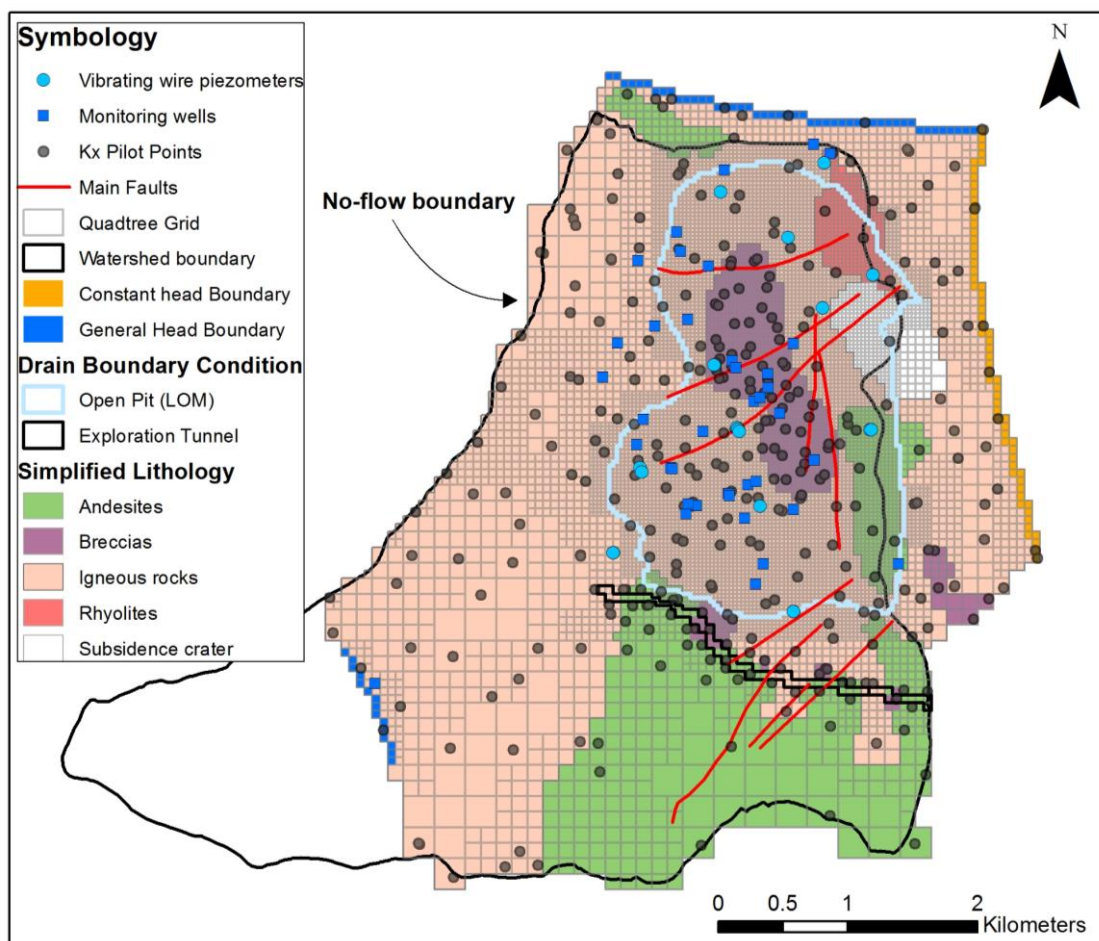 Symbology
Vibrating wire piezometers
Monitoring wells
Kx Pilot Points
Main Faults
Quadtree Grid
Watershed boundary
Constant head Boundary
General Head Boundary
Drain Boundary Condition
Open Pit (LOM)
Exploration Tunnel
Simplified Lithology
Andesites
Breccias
Igneous rocks
Rhyolites
Subsidence crater
No-flow boundary
N
0 0.5 1 2
Kilometers